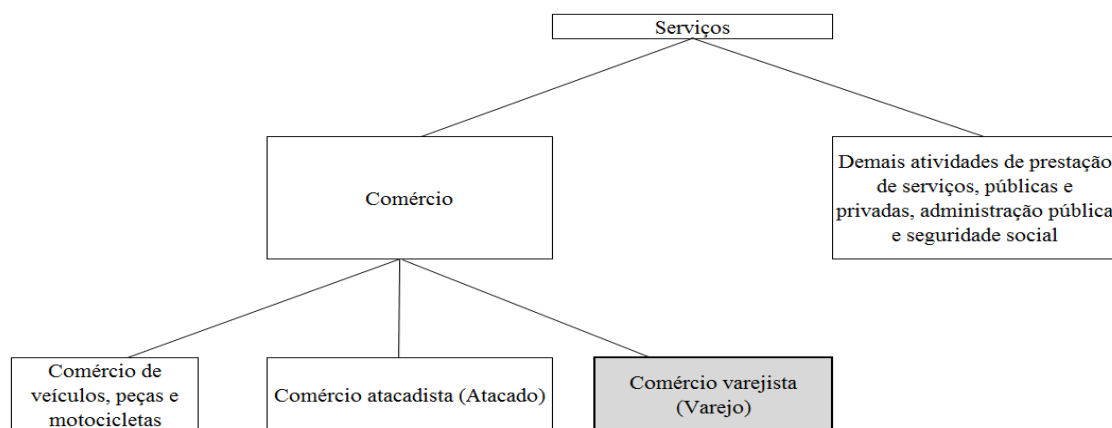 Serviços
Comércio
Demais atividades de prestação
de serviços, públicas e
privadas, administração pública
e seguridade social
Comércio de
veículos, peças e
motocicletas
Comércio atacadista (Atacado)
Comércio varejista
(Varejo)